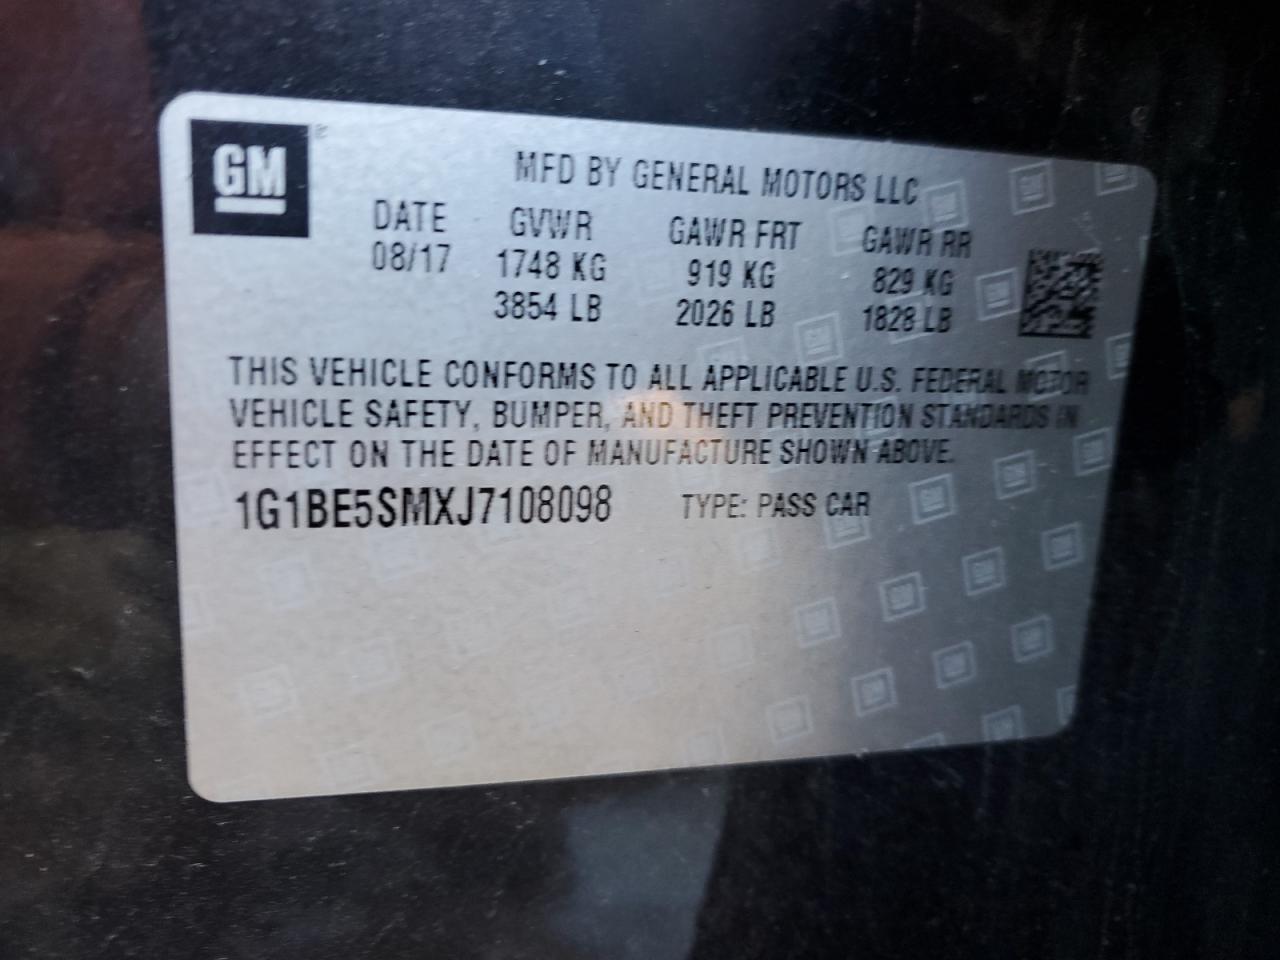 GM
MFD BY GENERAL MOTORS LLC
DATE GVWR GAWR FRT GAWR RR
08/17 1748 KG 919 KG 829 KG
3854 LB 2026 LB 1828 LB
THIS VEHICLE CONFORMS TO ALL APPLICABLE U.S. FEDERAL MOTOR
VEHICLE SAFETY, BUMPER, AND THEFT PREVENTION STANDARDS IN
EFFECT ON THE DATE OF MANUFACTURE SHOWN ABOVE.
1G1BE5SMXJ7108098 TYPE: PASS CAR